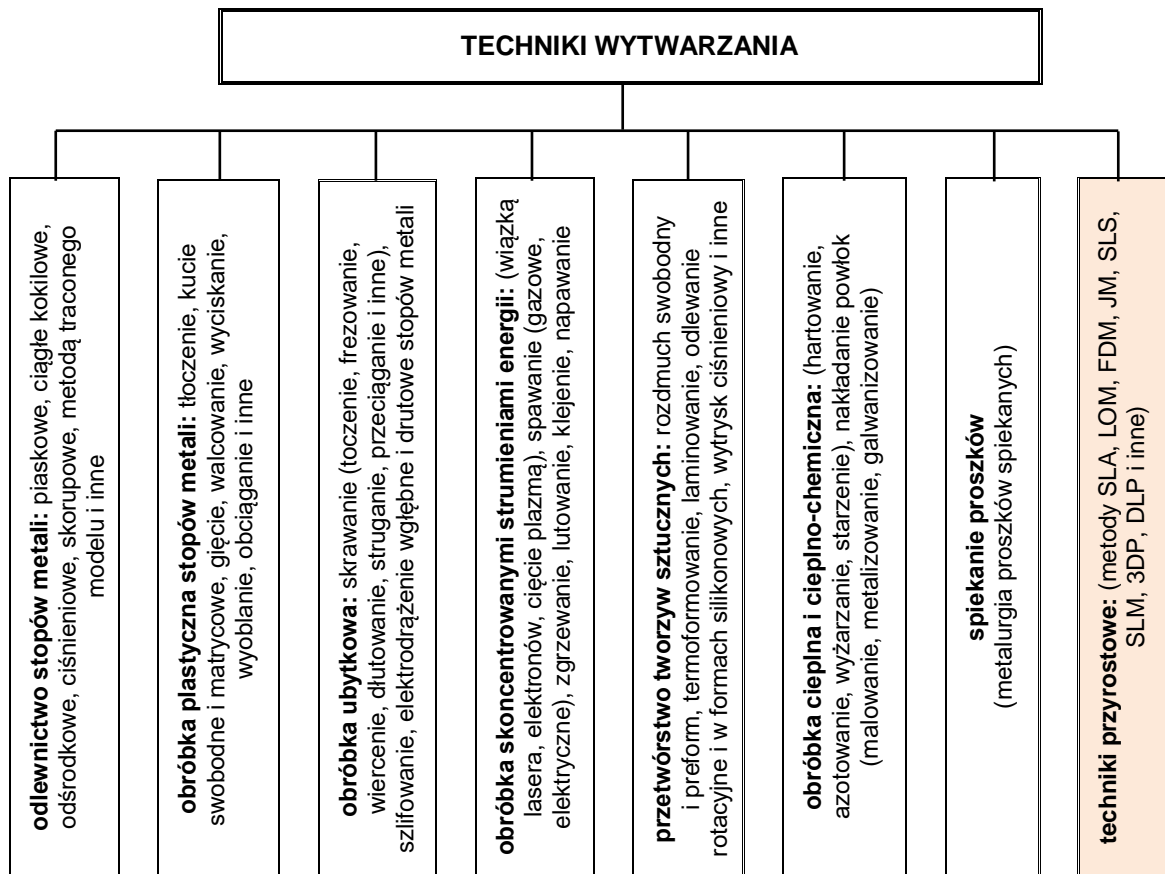 TECHNIKI WYTWARZANIA
odlewnictwo stopów metali: piaskowe, ciągłe kokilowe,
odśrodkowe, ciśnieniowe, skorupowe, metodą traconego
modelu i inne
obróbka plastyczna stopów metali: tłoczenie, kucie
swobodne i matrycowe, gięcie, walcowanie, wyciskanie,
wyoblanie, obciąganie i inne
obróbka ubytkowa: skrawanie (toczenie, frezowanie,
wiercenie, dłutowanie, struganie, przeciąganie i inne),
szlifowanie, elektrodrążenie wgłębne i drutowe stopów metali
obróbka skoncentrowanymi strumieniami energii: (wiązką
lasera, elektronów, cięcie plazmą), spawanie (gazowe,
elektryczne), zgrzewanie, lutowanie, klejenie, napawanie
przetwórstwo tworzyw sztucznych: rozdmuch swobodny
i preform, termoformowanie, laminowanie, odlewanie
rotacyjne i w formach silikonowych, wytrysk ciśnieniowy i inne
obróbka cieplna i cieplno-chemiczna: (hartowanie,
azotowanie, wyżarzanie, starzenie), nakładanie powłok
(malowanie, metalizowanie, galwanizowanie)
spiekanie proszków
(metalurgia proszków spiekanych)
techniki przyrostowe: (metody SLA, LOM, FDM, JM, SLS,
SLM, 3DP, DLP i inne)